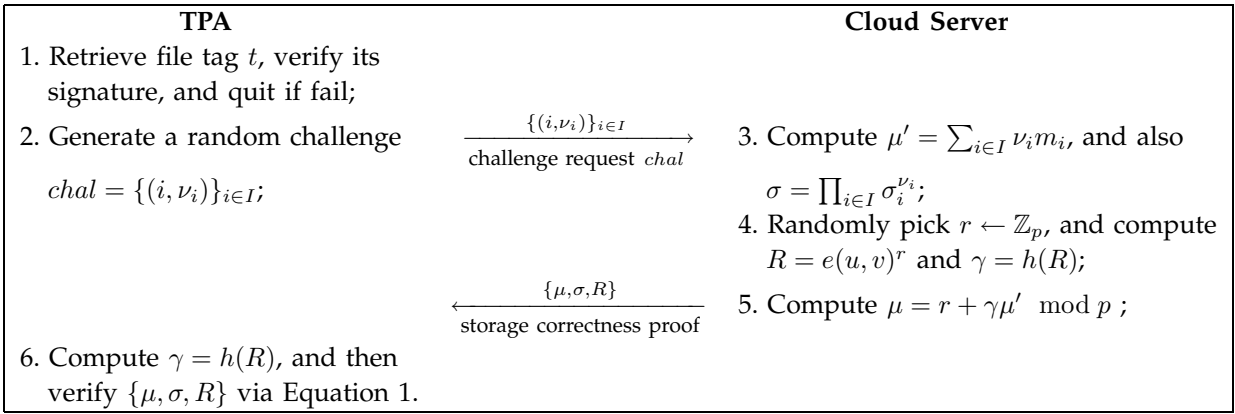 TPA
Cloud Server
1. Retrieve file tag t, verify its
signature, and quit if fail;
2. Generate a random challenge
chal = {(i, ν_i)}_{i∈I};
{(i,ν_i)}_{i∈I}
challenge request chal
3. Compute μ′ = ∑_{i∈I} ν_i m_i, and also
σ = ∏_{i∈I} σ_i^{ν_i};
4. Randomly pick r ← ℤ_p, and compute
R = e(u, v)^r and γ = h(R);
{μ,σ,R}
storage correctness proof
5. Compute μ = r + γμ′ mod p ;
6. Compute γ = h(R), and then
verify {μ, σ, R} via Equation 1.